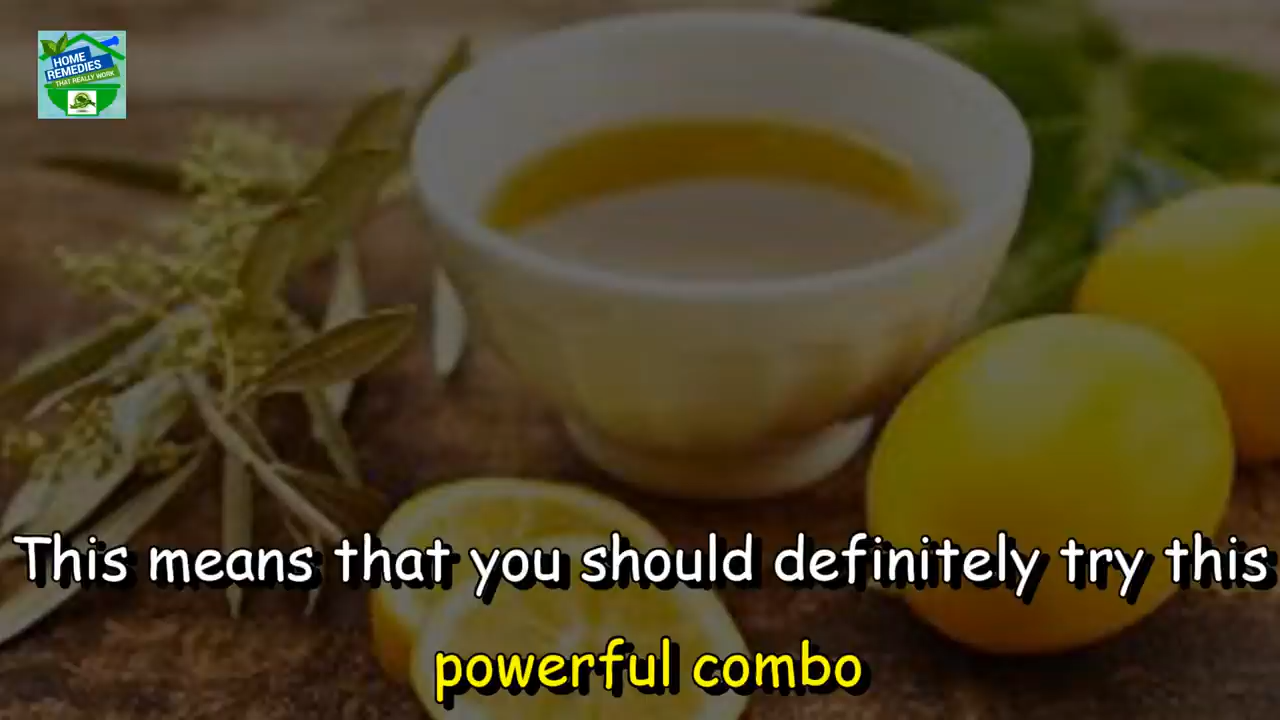 HOME
REMEDIES
THAT REALLY WORK
This means that you should definitely try this
powerful combo